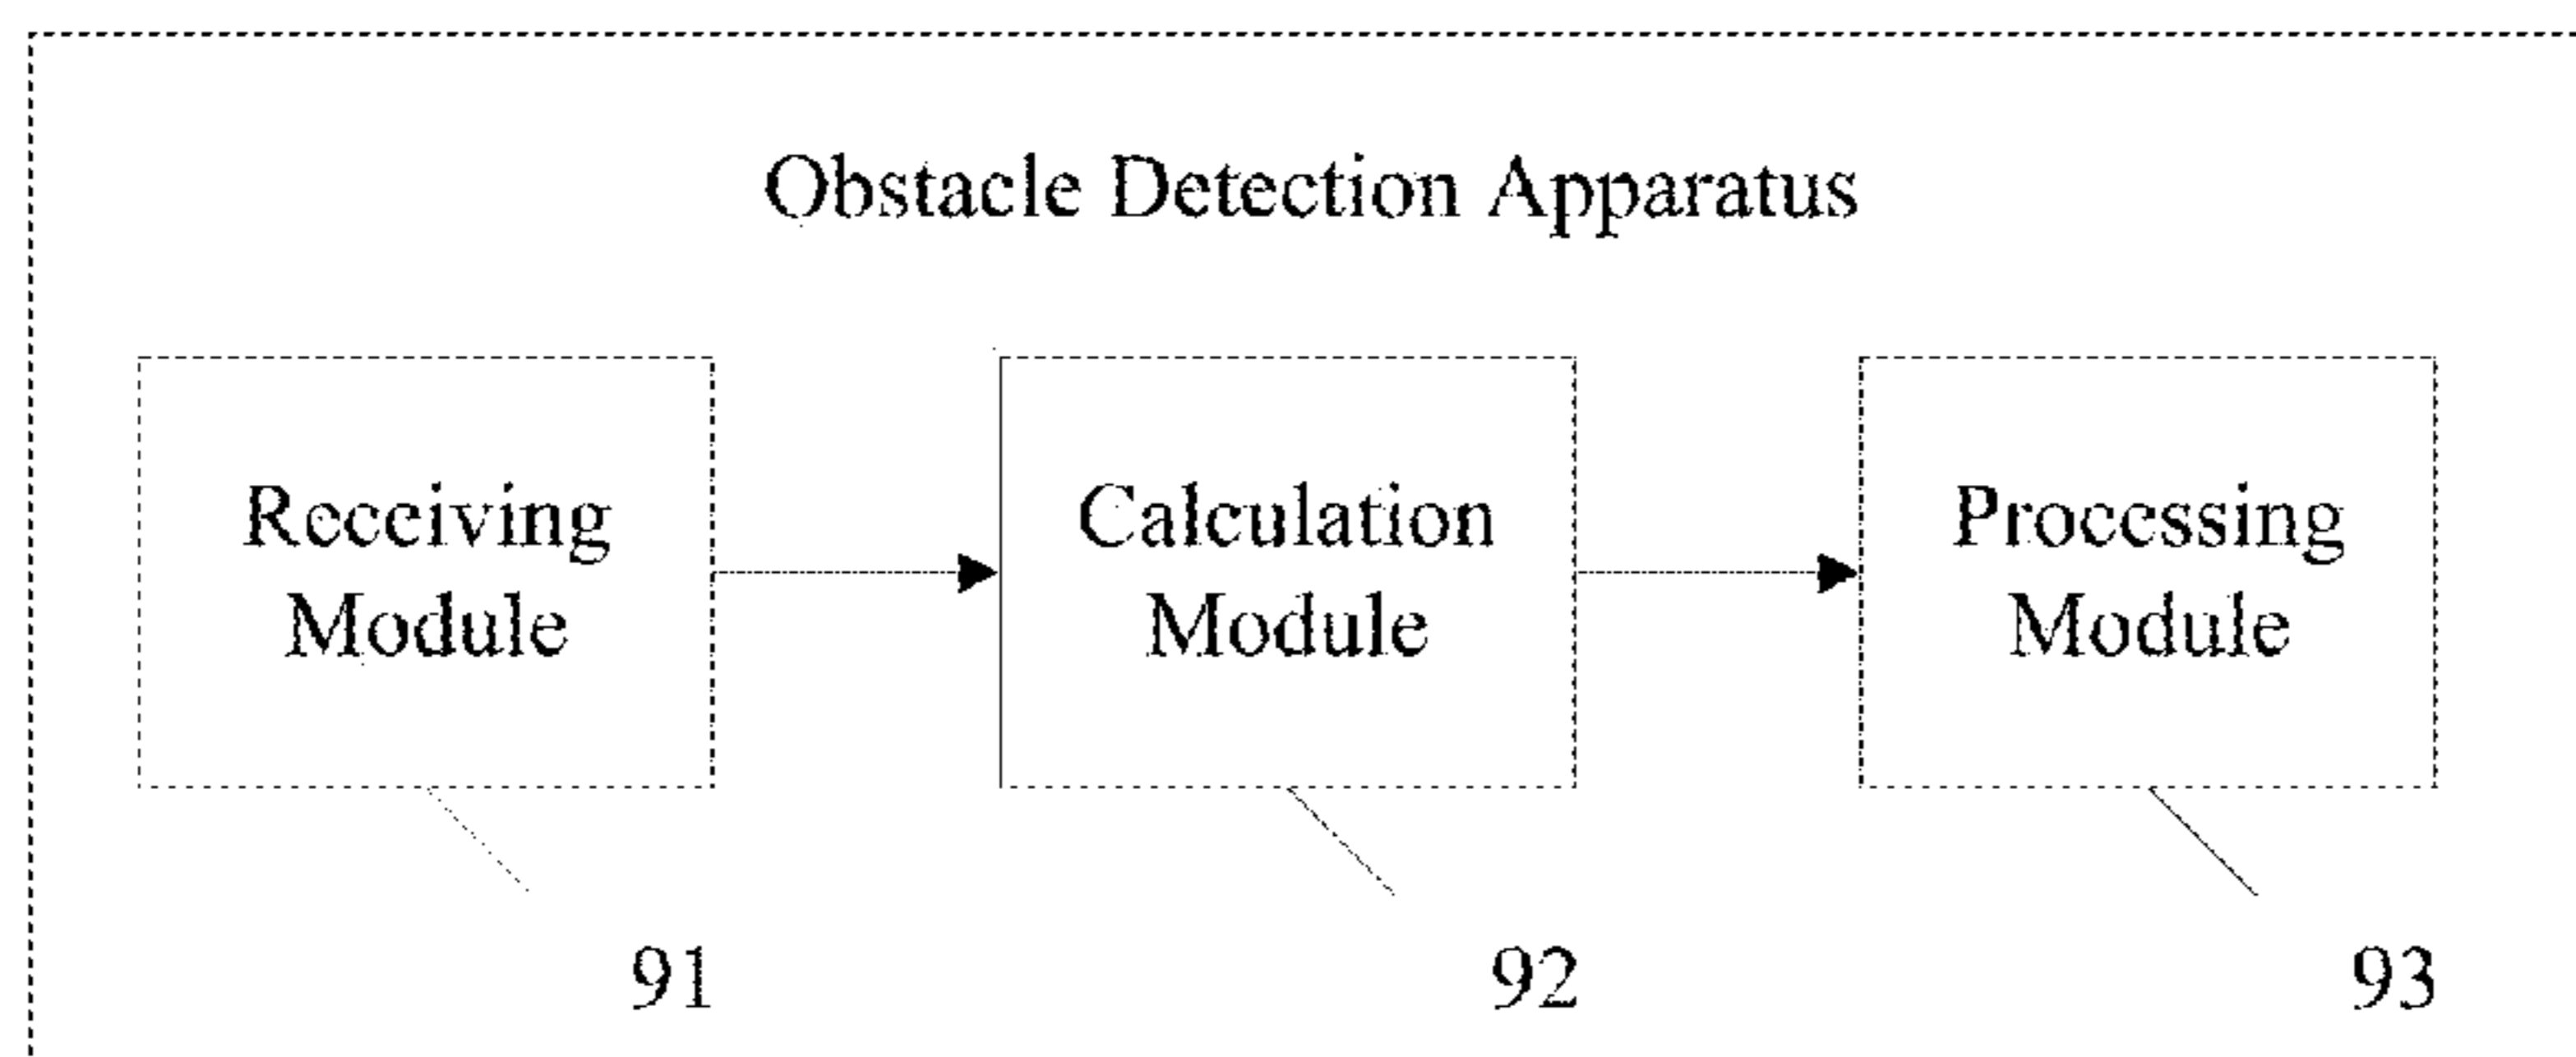 Obstacle Detection Apparatus
Receiving
Module
Calculation
Module
Processing
Module
91
92
93